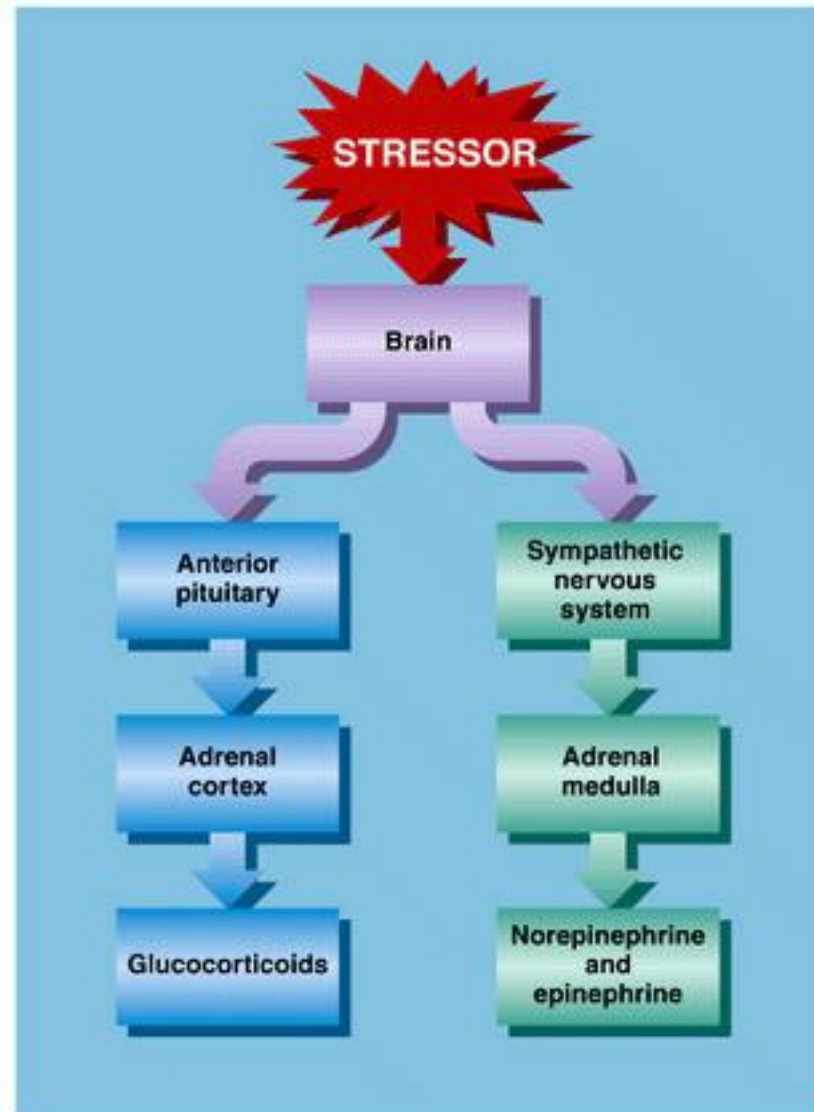 STRESSOR
Brain
Anterior
pituitary
Adrenal
cortex
Glucocorticoids
Sympathetic
nervous
system
Adrenal
medulla
Norepinephrine
and
epinephrine